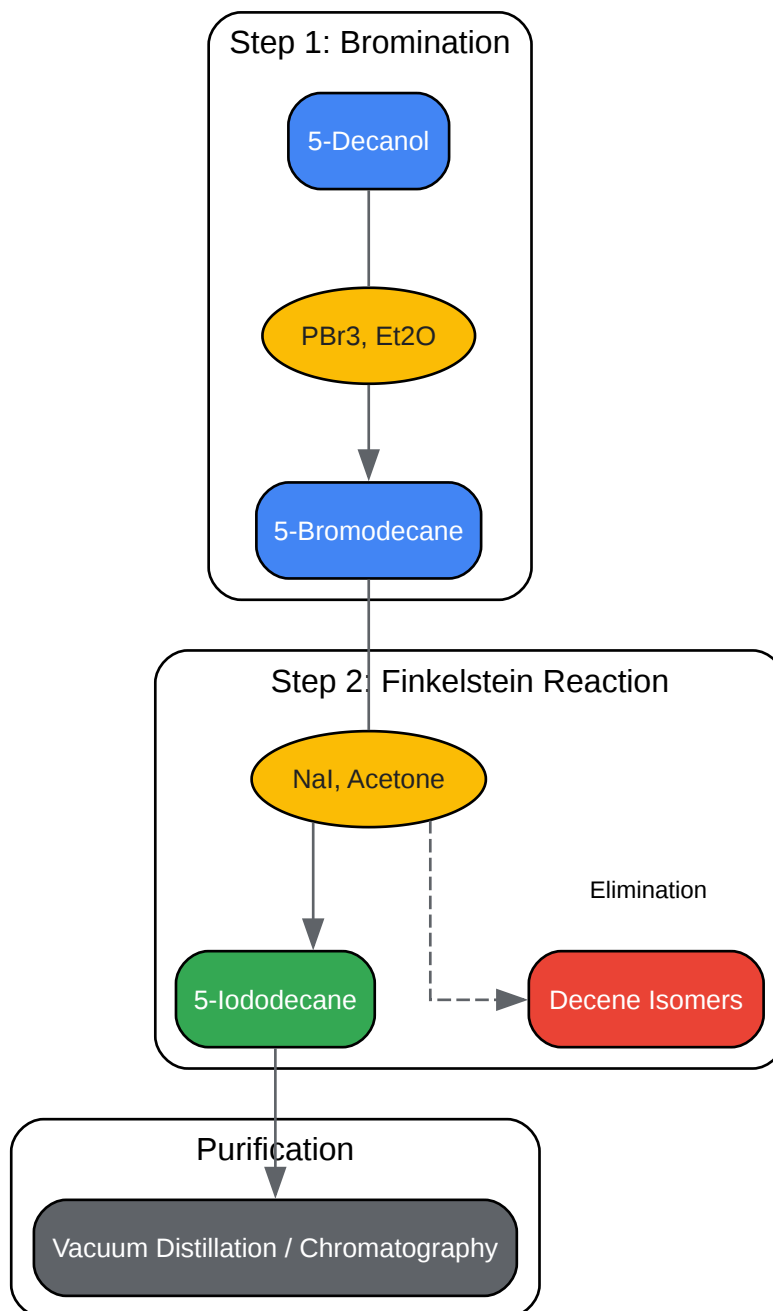 Step 1: Bromination
5-Decanol
PBr3, Et2O
5-Bromodecane
Step 2: Finkelstein Reaction
NaI, Acetone
Elimination
5-Iododecane
Decene Isomers
Purification
Vacuum Distillation / Chromatography